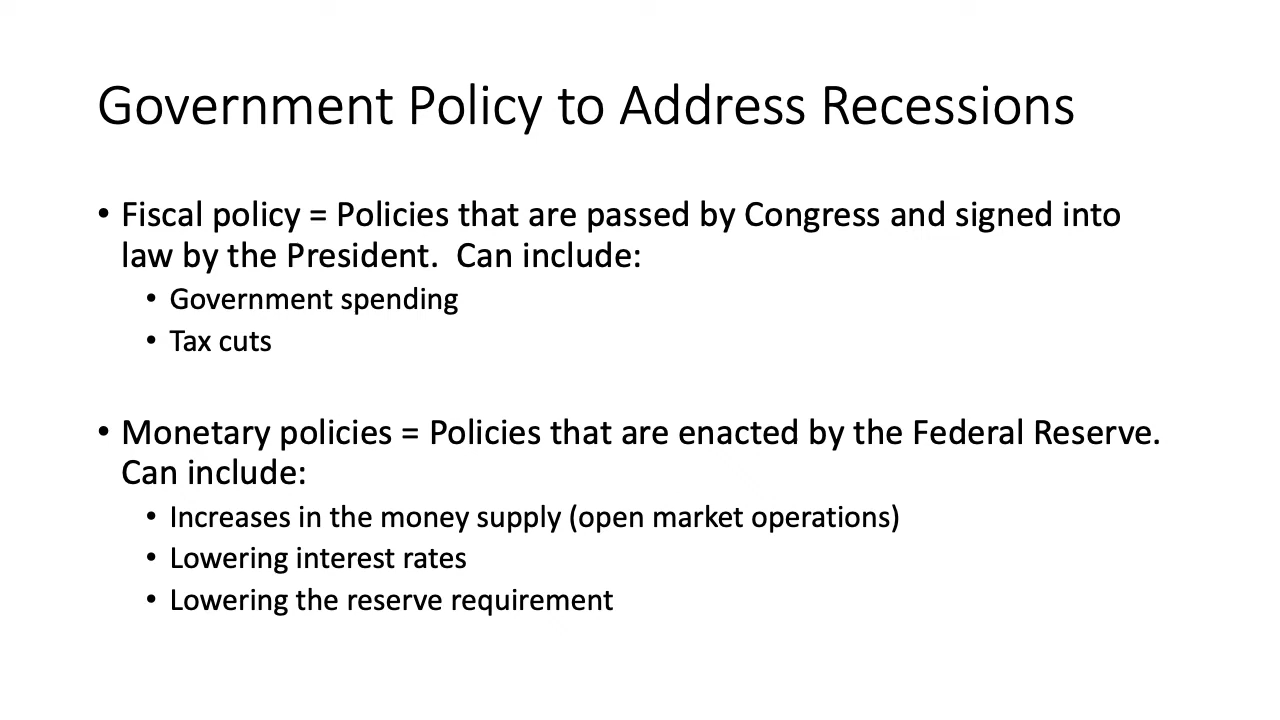 Government Policy to Address Recessions
• Fiscal policy = Policies that are passed by Congress and signed into
law by the President.  Can include:
• Government spending
• Tax cuts
• Monetary policies = Policies that are enacted by the Federal Reserve.
Can include:
• Increases in the money supply (open market operations)
• Lowering interest rates
• Lowering the reserve requirement